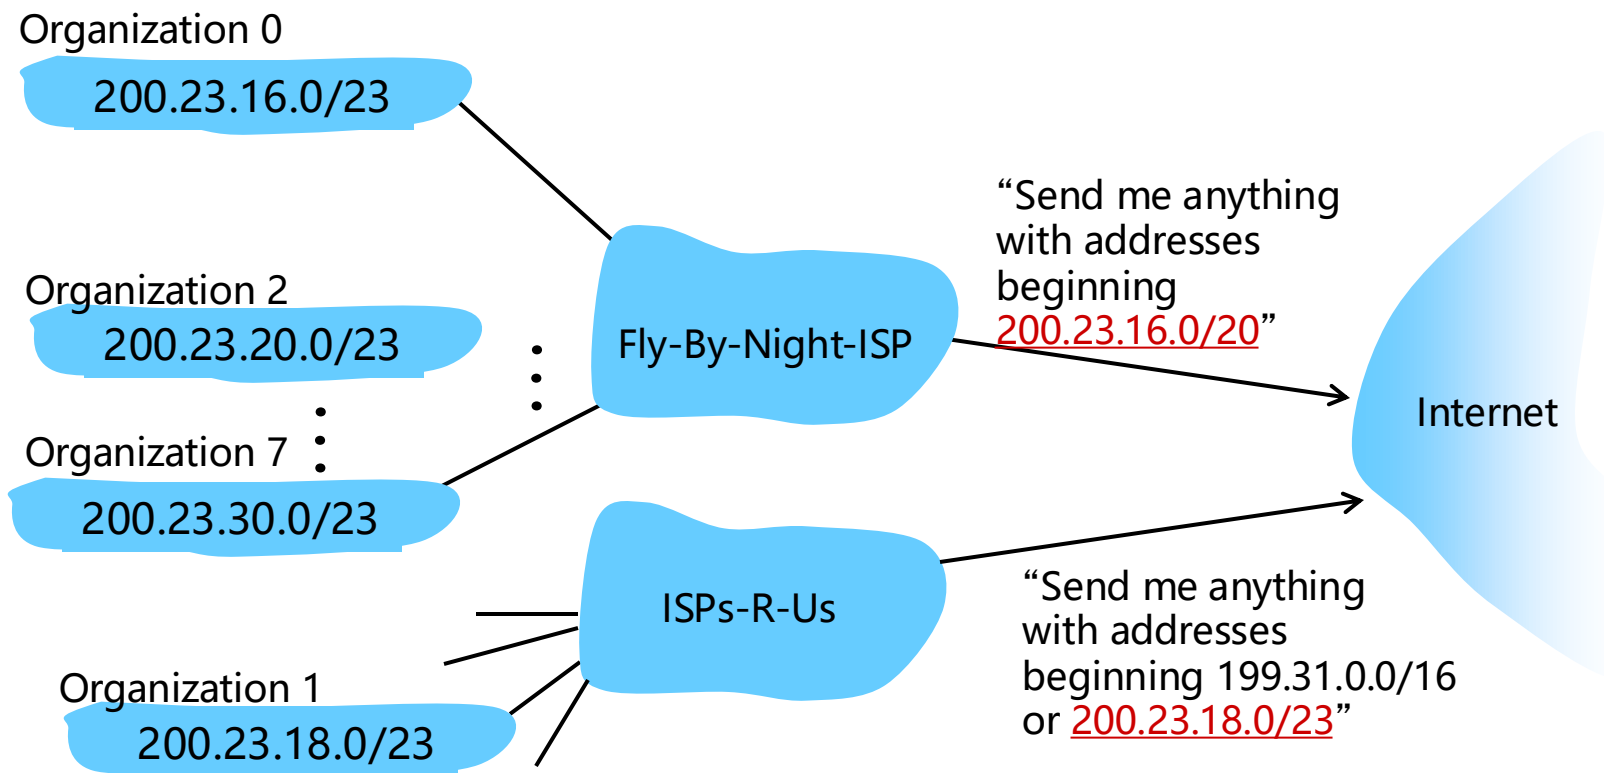 Organization 0
200.23.16.0/23
Organization 2
200.23.20.0/23
Organization 7
200.23.30.0/23
Fly-By-Night-ISP
“Send me anything
with addresses
beginning
200.23.16.0/20”
Internet
ISPs-R-Us
Organization 1
200.23.18.0/23
“Send me anything
with addresses
beginning 199.31.0.0/16
or 200.23.18.0/23”